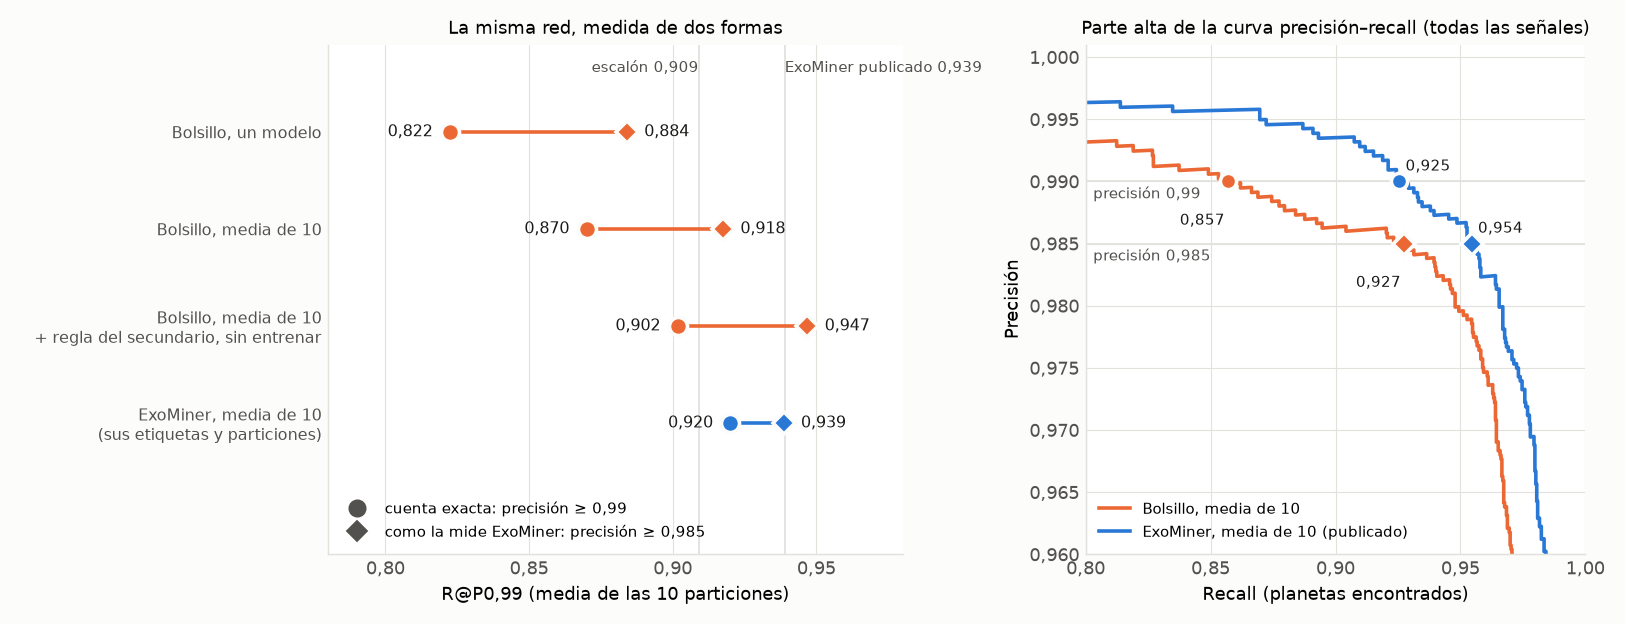 La misma red, medida de dos formas
escalón 0,909
ExoMiner publicado 0,939
Bolsillo, un modelo
0,822
0,884
Bolsillo, media de 10
0,870
0,918
Bolsillo, media de 10
+ regla del secundario, sin entrenar
0,902
0,947
ExoMiner, media de 10
(sus etiquetas y particiones)
0,920
0,939
cuenta exacta: precisión ≥ 0,99
como la mide ExoMiner: precisión ≥ 0,985
0,80
0,85
0,90
0,95
R@P0,99 (media de las 10 particiones)
Parte alta de la curva precisión–recall (todas las señales)
1,000
0,995
0,990
0,985
0,980
0,975
0,970
0,965
0,960
Precisión
0,925
precisión 0,99
0,857
0,954
precisión 0,985
0,927
Bolsillo, media de 10
ExoMiner, media de 10 (publicado)
0,80
0,85
0,90
0,95
1,00
Recall (planetas encontrados)